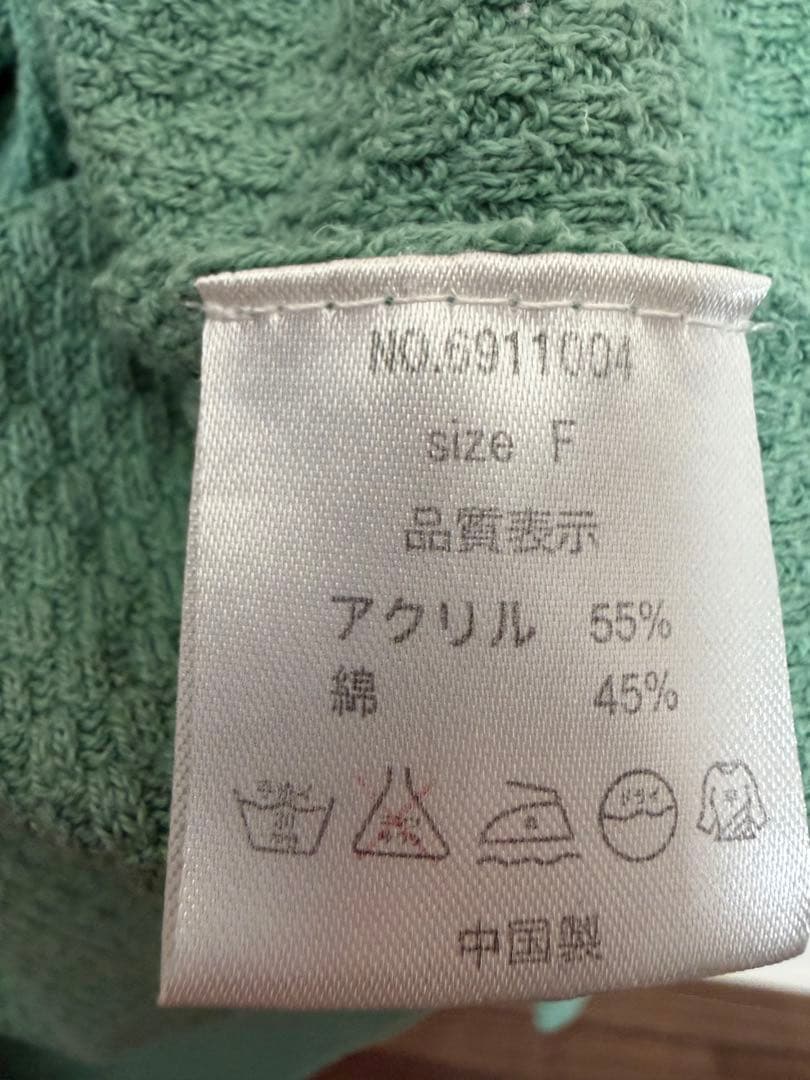 NO.6911004
size F
品質表示
アクリル 55%
綿 45%
中国製